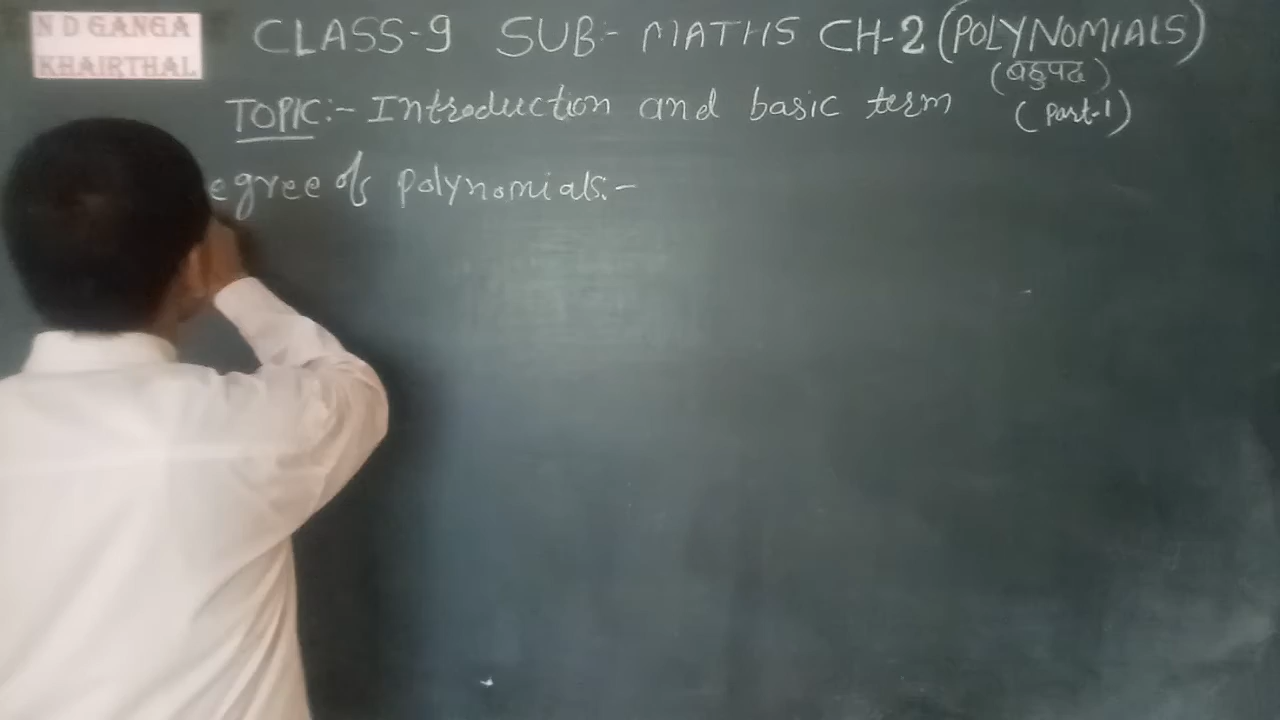 N D GANGA
KHAIRTHAL
CLASS-9 SUB:- MATHS CH-2 (POLYNOMIALS)
(बहुपद)
TOPIC:- Introduction and basic term (Part-1)
egree of polynomials:-